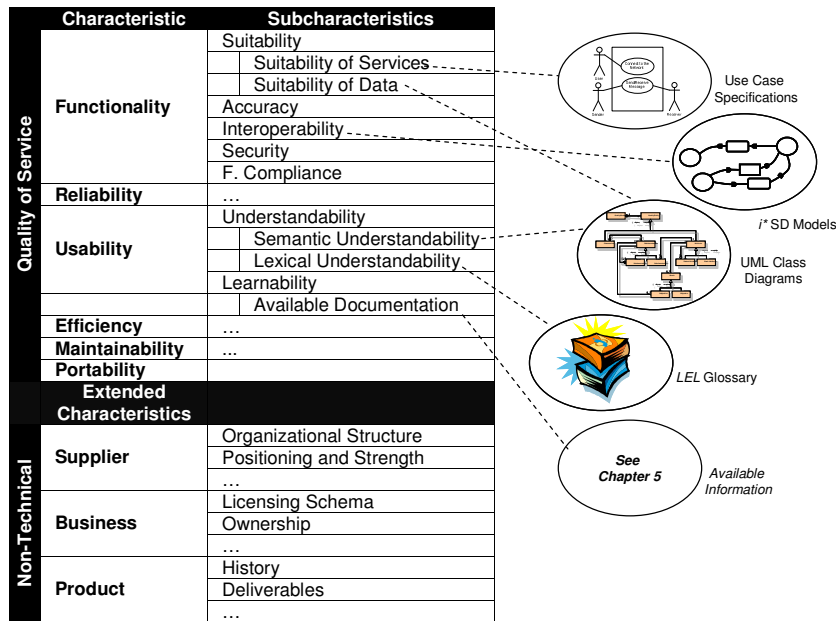 Characteristic Subcharacteristics
Quality of Service
Functionality
Suitability
Suitability of Services
Suitability of Data
Accuracy
Interoperability
Security
F. Compliance
Reliability …
Usability
Understandability
Semantic Understandability
Lexical Understandability
Learnability
Available Documentation
Efficiency …
Maintainability ...
Portability
Extended
Characteristics
Non-Technical
Supplier
Organizational Structure
Positioning and Strength
…
Business
Licensing Schema
Ownership
…
Product
History
Deliverables
…
Use Case
Specifications
i* SD Models
UML Class
Diagrams
LEL Glossary
See
Chapter 5
Available
Information